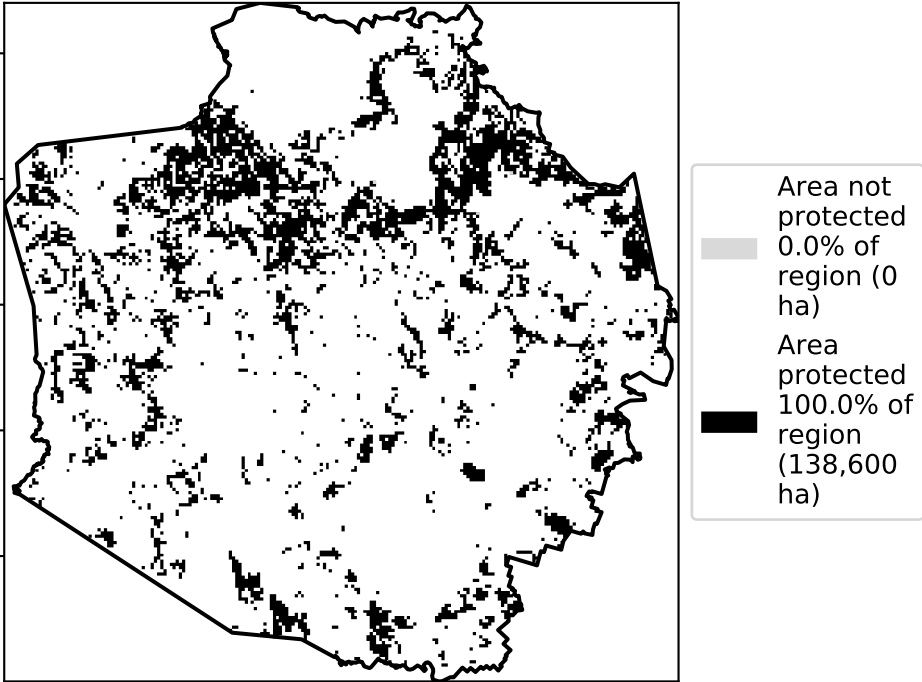 Area not
protected
0.0% of
region (0
ha)
Area
protected
100.0% of
region
(138,600
ha)